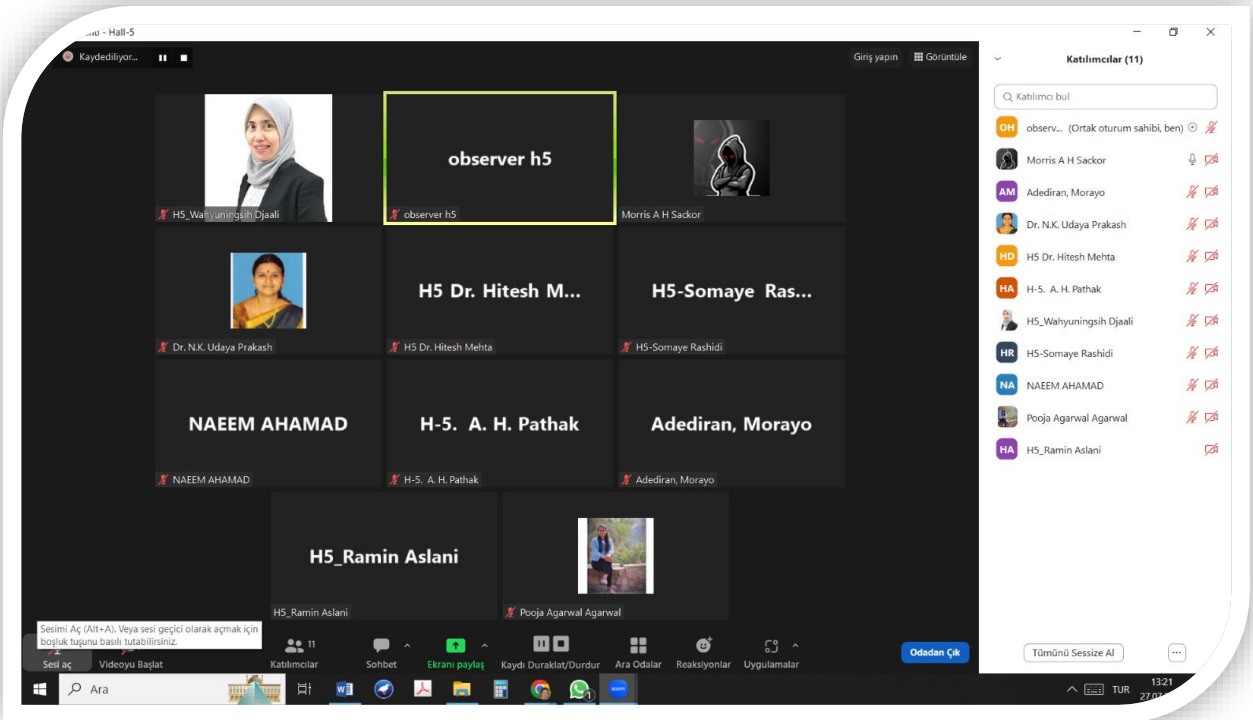 - Hall-5
Kaydediliyor...
Giriş yapın
Görüntüle
observer h5
H5_Wahyuningsih Djaali
observer h5
Morris A H Sackor
H5 Dr. Hitesh M...
H5-Somaye Ras...
Dr. N.K. Udaya Prakash
H5 Dr. Hitesh Mehta
H5-Somaye Rashidi
NAEEM AHAMAD
H-5. A. H. Pathak
Adediran, Morayo
NAEEM AHAMAD
H-5. A. H. Pathak
Adediran, Morayo
H5_Ramin Aslani
H5_Ramin Aslani
Pooja Agarwal Agarwal
Sesimi Aç (Alt+A). Veya sesi geçici olarak açmak için
boşluk tuşunu basılı tutabilirsiniz.
Sesi aç
Videoyu Başlat
11
Katılımcılar
Sohbet
Ekranı paylaş
Kaydı Duraklat/Durdur
Ara Odalar
Reaksiyonlar
Uygulamalar
Odadan Çık
Katılımcılar (11)
Katılımcı bul
OH observ... (Ortak oturum sahibi, ben)
Morris A H Sackor
AM Adediran, Morayo
Dr. N.K. Udaya Prakash
HD H5 Dr. Hitesh Mehta
HA H-5. A. H. Pathak
H5_Wahyuningsih Djaali
HR H5-Somaye Rashidi
NA NAEEM AHAMAD
Pooja Agarwal Agarwal
HA H5_Ramin Aslani
Tümünü Sessize Al
Ara
W
1
zoom
TUR
13:21
27.07